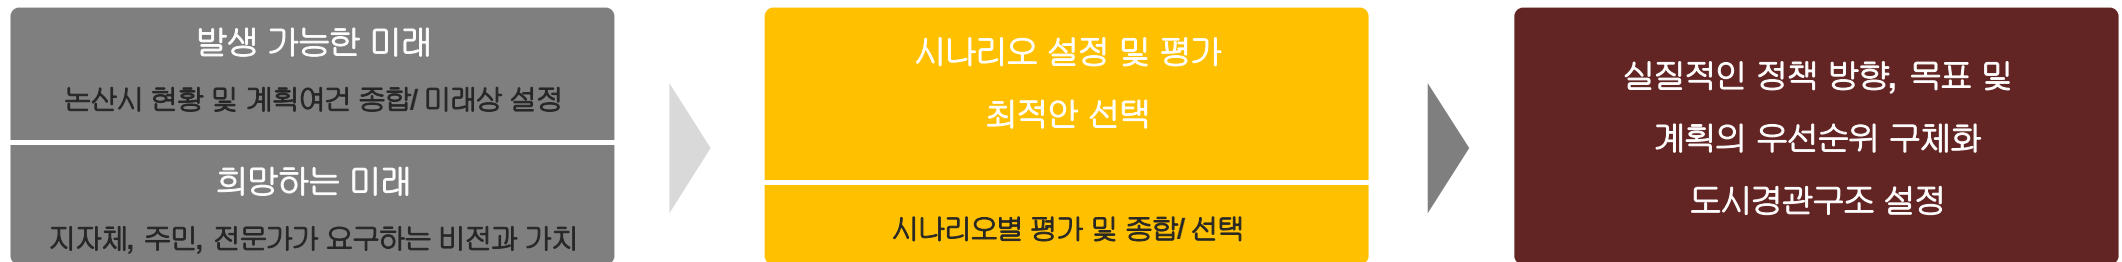 발생 가능한 미래
논산시 현황 및 계획여건 종합/ 미래상 설정
희망하는 미래
지자체, 주민, 전문가가 요구하는 비전과 가치
시나리오 설정 및 평가
최적안 선택
시나리오별 평가 및 종합/ 선택
실질적인 정책 방향, 목표 및
계획의 우선순위 구체화
도시경관구조 설정